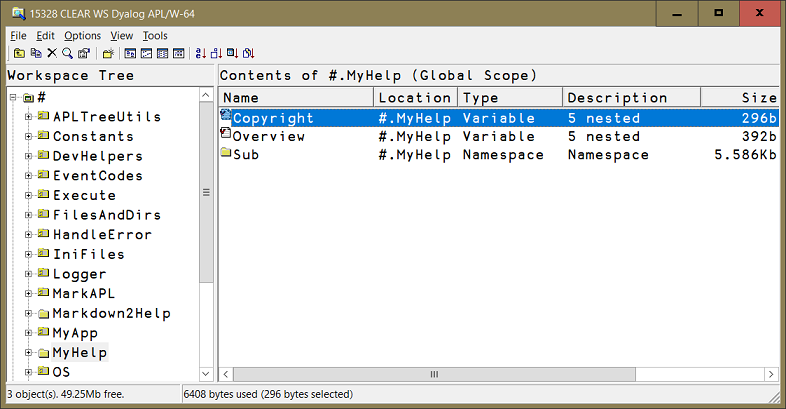 15328 CLEAR WS Dyalog APL/W-64
File Edit Options View Tools
Workspace Tree
Contents of #.MyHelp (Global Scope)
#
APLTreeUtils
Constants
DevHelpers
EventCodes
Execute
FilesAndDirs
HandleError
IniFiles
Logger
MarkAPL
Markdown2Help
MyApp
MyHelp
OS
Name Location Type Description Size
Copyright #.MyHelp Variable 5 nested 296b
Overview #.MyHelp Variable 5 nested 392b
Sub #.MyHelp Namespace Namespace 5.586Kb
3 object(s). 49.25Mb free.
6408 bytes used (296 bytes selected)